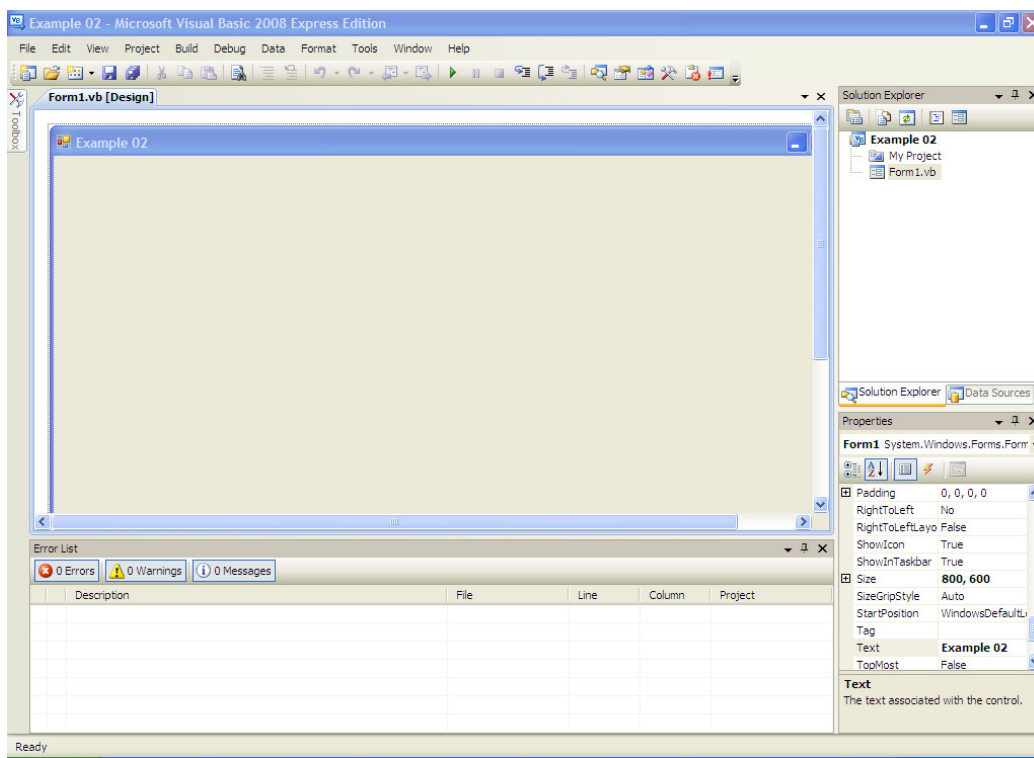 Example 02 - Microsoft Visual Basic 2008 Express Edition
File Edit View Project Build Debug Data Format Tools Window Help
Toolbox
Form1.vb [Design]
Example 02
Solution Explorer
Example 02
My Project
Form1.vb
Solution Explorer Data Sources
Properties
Form1 System.Windows.Forms.Form
Padding 0, 0, 0, 0
RightToLeft No
RightToLeftLayo False
ShowIcon True
ShowInTaskbar True
Size 800, 600
SizeGripStyle Auto
StartPosition WindowsDefaultL
Tag
Text Example 02
TopMost False
Text
The text associated with the control.
Error List
0 Errors 0 Warnings 0 Messages
Description File Line Column Project
Ready